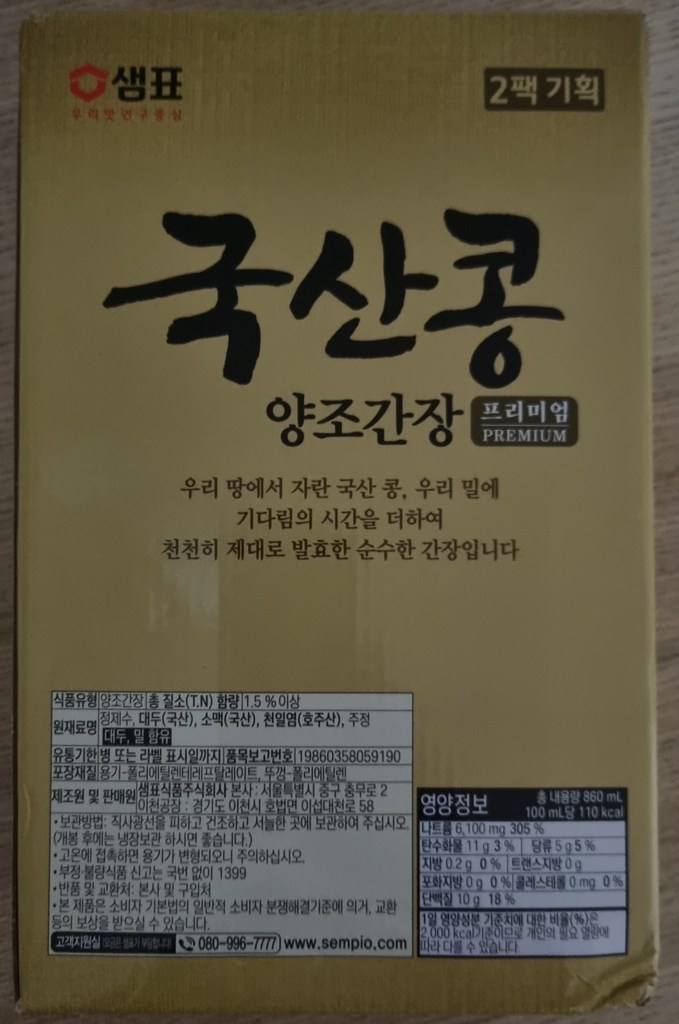 샘표
우리맛연구중심
2팩 기획
국산콩
양조간장 프리미엄
PREMIUM
우리 땅에서 자란 국산 콩, 우리 밀에
기다림의 시간을 더하여
천천히 제대로 발효한 순수한 간장입니다
식품유형 양조간장 총 질소(T.N) 함량 1.5 % 이상
원재료명 정제수, 대두(국산), 소맥(국산), 천일염(호주산), 주정
대두, 밀 함유
유통기한 병 또는 라벨 표시일까지 품목보고번호 19860358059190
포장재질 용기-폴리에틸렌테레프탈레이트, 뚜껑-폴리에틸렌
제조원 및 판매원 샘표식품주식회사 본사 : 서울특별시 중구 충무로 2
이천공장 : 경기도 이천시 호법면 이섭대천로 58
•보관방법: 직사광선을 피하고 건조하고 서늘한 곳에 보관하여 주십시오.
(개봉 후에는 냉장보관 하시면 좋습니다.)
•고온에 접촉하면 용기가 변형되오니 주의하십시오.
•부정·불량식품 신고는 국번 없이 1399
•반품 및 교환처: 본사 및 구입처
•본 제품은 소비자 기본법의 일반적 소비자 분쟁해결기준에 의거, 교환
등의 보상을 받으실 수 있습니다.
고객지원실 (요금은 샘표가 부담합니다) 080-996-7777 www.sempio.com
영양정보 총 내용량 860 mL
100 mL당 110 kcal
나트륨 6,100 mg 305 %
탄수화물 11 g 3 % 당류 5 g 5 %
지방 0.2 g 0 % 트랜스지방 0 g
포화지방 0 g 0 % 콜레스테롤 0 mg 0 %
단백질 10 g 18 %
1일 영양성분 기준치에 대한 비율(%)은
2,000 kcal기준이므로 개인의 필요 열량에
따라 다를 수 있습니다.